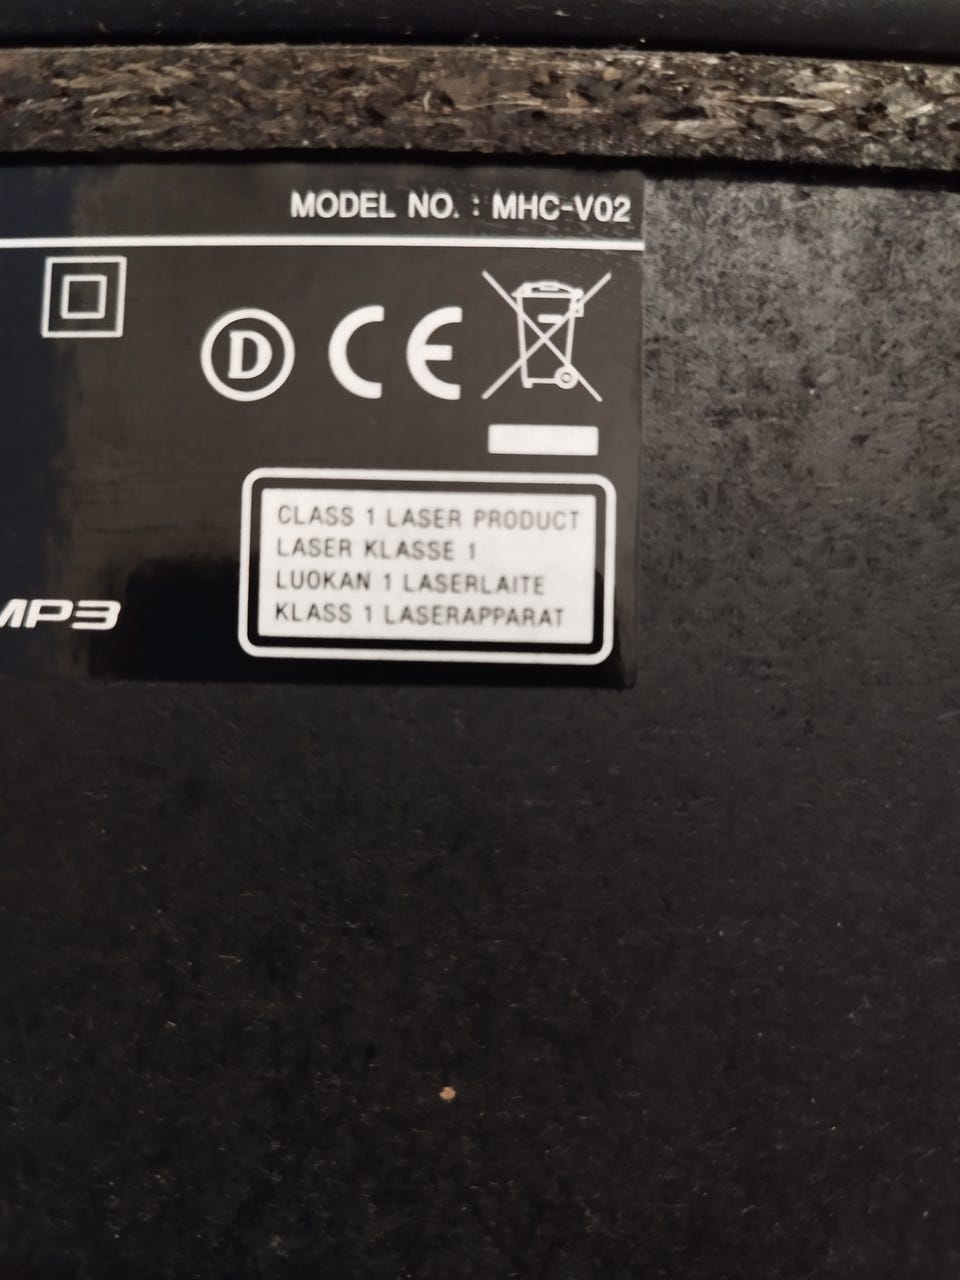 MODEL NO. : MHC-V02
D CE
CLASS 1 LASER PRODUCT
LASER KLASSE 1
LUOKAN 1 LASERLAITE
KLASS 1 LASERAPPARAT
MP3